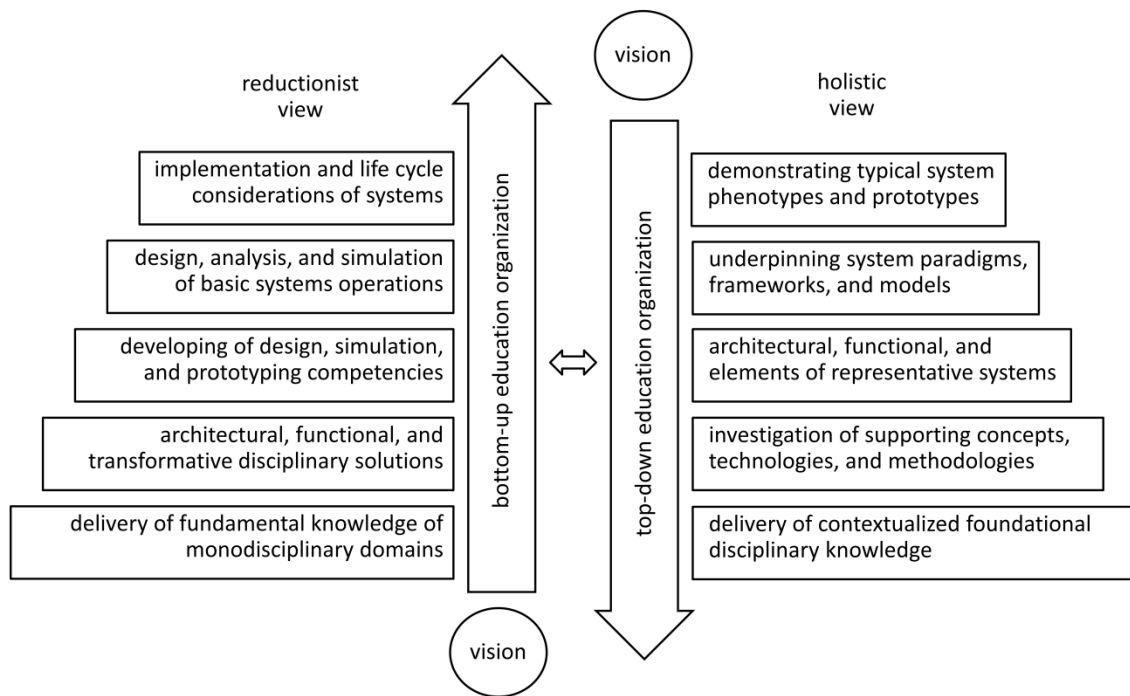 vision
reductionist
view
holistic
view
implementation and life cycle
considerations of systems
design, analysis, and simulation
of basic systems operations
developing of design, simulation,
and prototyping competencies
architectural, functional, and
transformative disciplinary solutions
delivery of fundamental knowledge of
monodisciplinary domains
bottom-up education organization
top-down education organization
demonstrating typical system
phenotypes and prototypes
underpinning system paradigms,
frameworks, and models
architectural, functional, and
elements of representative systems
investigation of supporting concepts,
technologies, and methodologies
delivery of contextualized foundational
disciplinary knowledge
vision